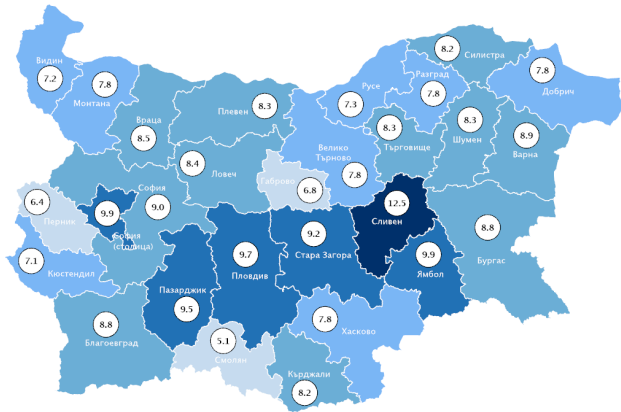 8.2
Силистра
Видин
7.2
7.8
Монтана
Разград
7.8
7.8
Добрич
Русе
7.3
Плевен
8.3
Враца
8.5
8.3
Търговище
8.3
Шумен
8.9
Варна
Велико
Търново
7.8
8.4
Ловеч
Габрово
6.8
София
9.0
6.4
Перник
9.9
София
(столица)
12.5
Сливен
9.2
Стара Загора
8.8
Бургас
9.7
Пловдив
9.9
Ямбол
7.1
Кюстендил
Пазарджик
9.5
8.8
Благоевград
7.8
Хасково
5.1
Смолян
Кърджали
8.2